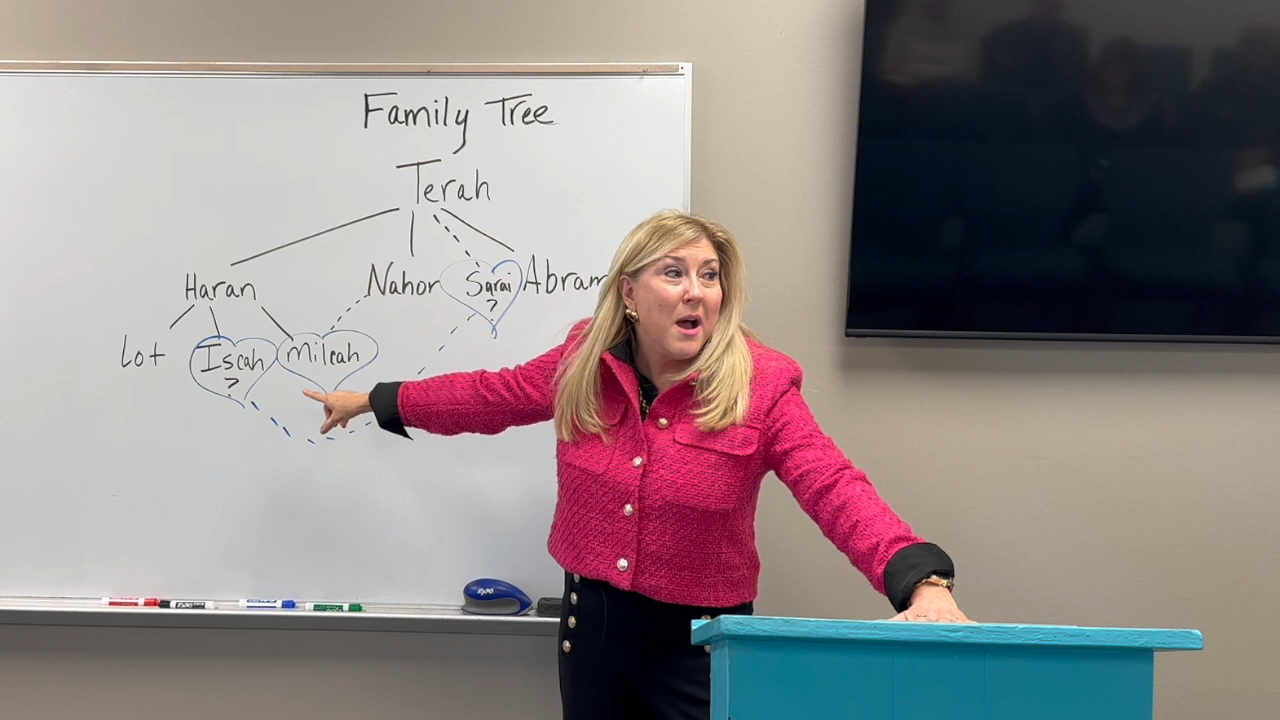 Family Tree
Terah
Haran Nahor Sarai Abram
?
Lot Iscah Milcah
?
EXPO